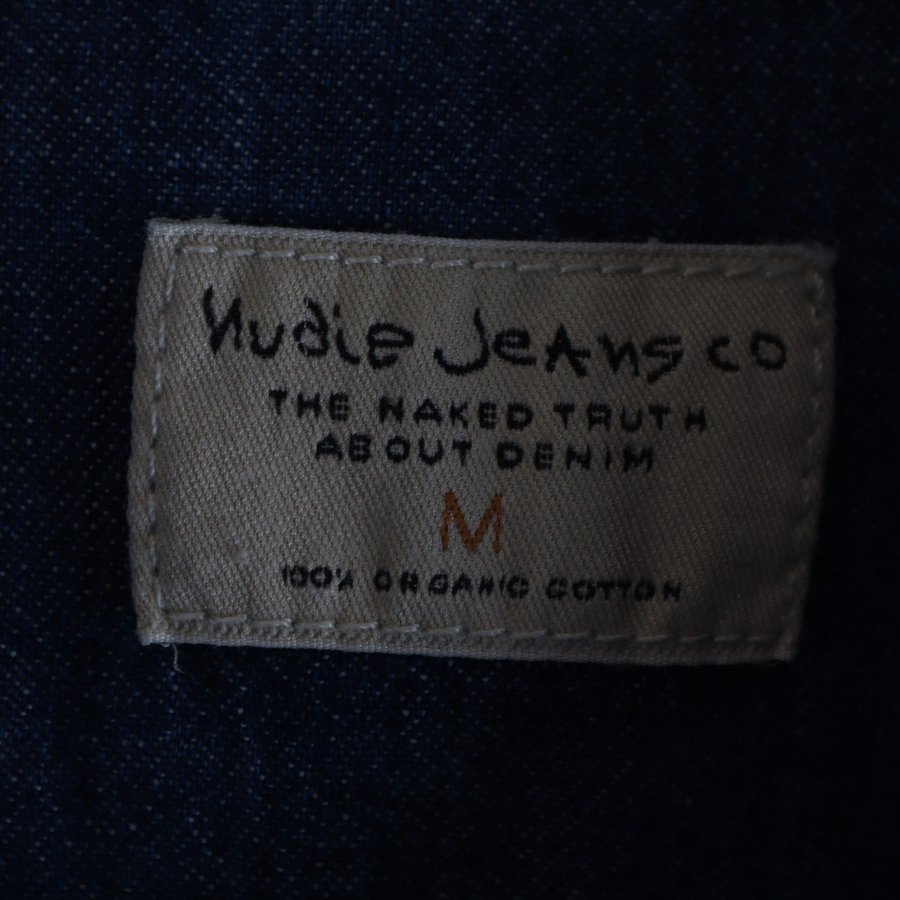 Nudie Jeans co
THE NAKED TRUTH
ABOUT DENIM
M
100% ORGANIC COTTON